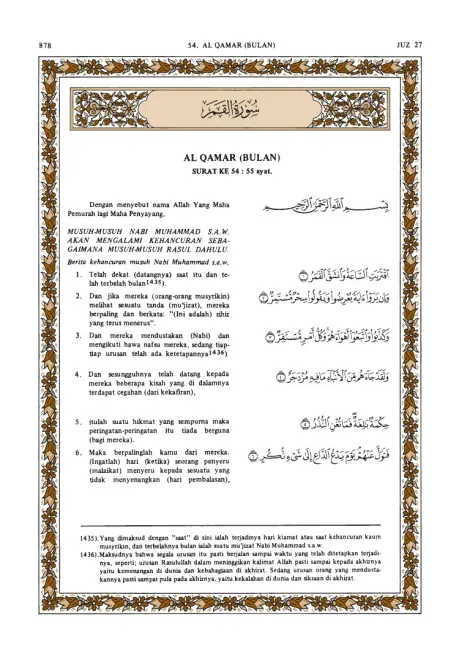 878
54. AL QAMAR (BULAN)
JUZ 27
سُورَةُ القَمَر
AL QAMAR (BULAN)
SURAT KE 54 : 55 ayat.
Dengan menyebut nama Allah Yang Maha
Pemurah lagi Maha Penyayang,
بِسْمِ اللَّهِ الرَّحْمَٰنِ الرَّحِيمِ
MUSUH-MUSUH NABI MUHAMMAD S.A.W.
AKAN MENGALAMI KEHANCURAN SEBA-
GAIMANA MUSUH-MUSUH RASUL DAHULU.
Berita kehancuran musuh Nabi Muhammad s.a.w.
1. Telah dekat (datangnya) saat itu dan te-
lah terbelah bulan1435).
اقْتَرَبَتِ السَّاعَةُ وَانْشَقَّ الْقَمَرُ ۝١
2. Dan jika mereka (orang-orang musyrikin)
melihat sesuatu tanda (mu'jizat), mereka
berpaling dan berkata: "(Ini adalah) sihir
yang terus menerus".
وَإِنْ يَرَوْا آيَةً يُعْرِضُوا وَيَقُولُوا سِحْرٌ مُسْتَمِرٌّ ۝٢
3. Dan mereka mendustakan (Nabi) dan
mengikuti hawa nafsu mereka, sedang tiap-
tiap urusan telah ada ketetapannya1436)
وَكَذَّبُوا وَاتَّبَعُوا أَهْوَاءَهُمْ وَكُلُّ أَمْرٍ مُسْتَقِرٌّ ۝٣
4. Dan sesungguhnya telah datang kepada
mereka beberapa kisah yang di dalamnya
terdapat cegahan (dari kekafiran),
وَلَقَدْ جَاءَهُمْ مِنَ الْأَنْبَاءِ مَا فِيهِ مُزْدَجَرٌ ۝٤
5. itulah suatu hikmat yang sempurna maka
peringatan-peringatan itu tiada berguna
(bagi mereka).
حِكْمَةٌ بَالِغَةٌ فَمَا تُغْنِ النُّذُرُ ۝٥
6. Maka berpalinglah kamu dari mereka.
(Ingatlah) hari (ketika) seorang penyeru
(malaikat) menyeru kepada sesuatu yang
tidak menyenangkan (hari pembalasan),
فَتَوَلَّ عَنْهُمْ يَوْمَ يَدْعُ الدَّاعِ إِلَىٰ شَيْءٍ نُكُرٍ ۝٦
1435). Yang dimaksud dengan "saat" di sini ialah terjadinya hari kiamat atau saat kehancuran kaum
musyrikin, dan terbelahnya bulan ialah suatu mu'jizat Nabi Muhammad s.a.w.
1436). Maksudnya bahwa segala urusan itu pasti berjalan sampai waktu yang telah ditetapkan terjadi-
nya, seperti; urusan Rasulullah dalam meninggikan kalimat Allah pasti sampai kepada akhirnya
yaitu kemenangan di dunia dan kebahagiaan di akhirat. Sedang urusan orang yang mendusta-
kannya pasti sampai pula pada akhirnya, yaitu kekalahan di dunia dan siksaan di akhirat.